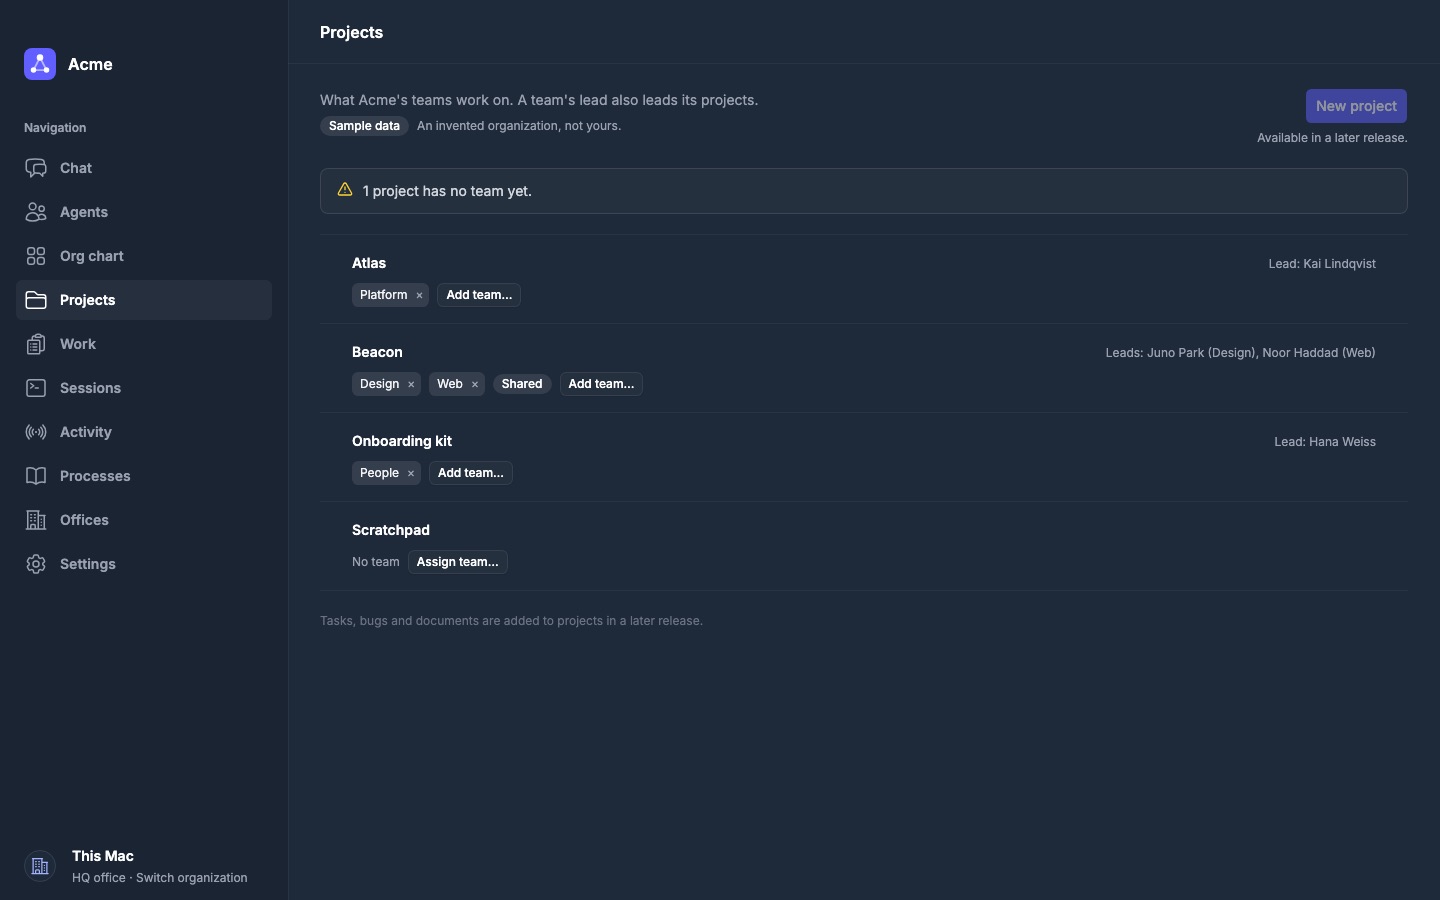 Acme
Navigation
Chat
Agents
Org chart
Projects
Work
Sessions
Activity
Processes
Offices
Settings
This Mac
HQ office · Switch organization
Projects
What Acme's teams work on. A team's lead also leads its projects.
Sample data An invented organization, not yours.
New project
Available in a later release.
1 project has no team yet.
Atlas Lead: Kai Lindqvist
Platform × Add team...
Beacon Leads: Juno Park (Design), Noor Haddad (Web)
Design × Web × Shared Add team...
Onboarding kit Lead: Hana Weiss
People × Add team...
Scratchpad
No team Assign team...
Tasks, bugs and documents are added to projects in a later release.